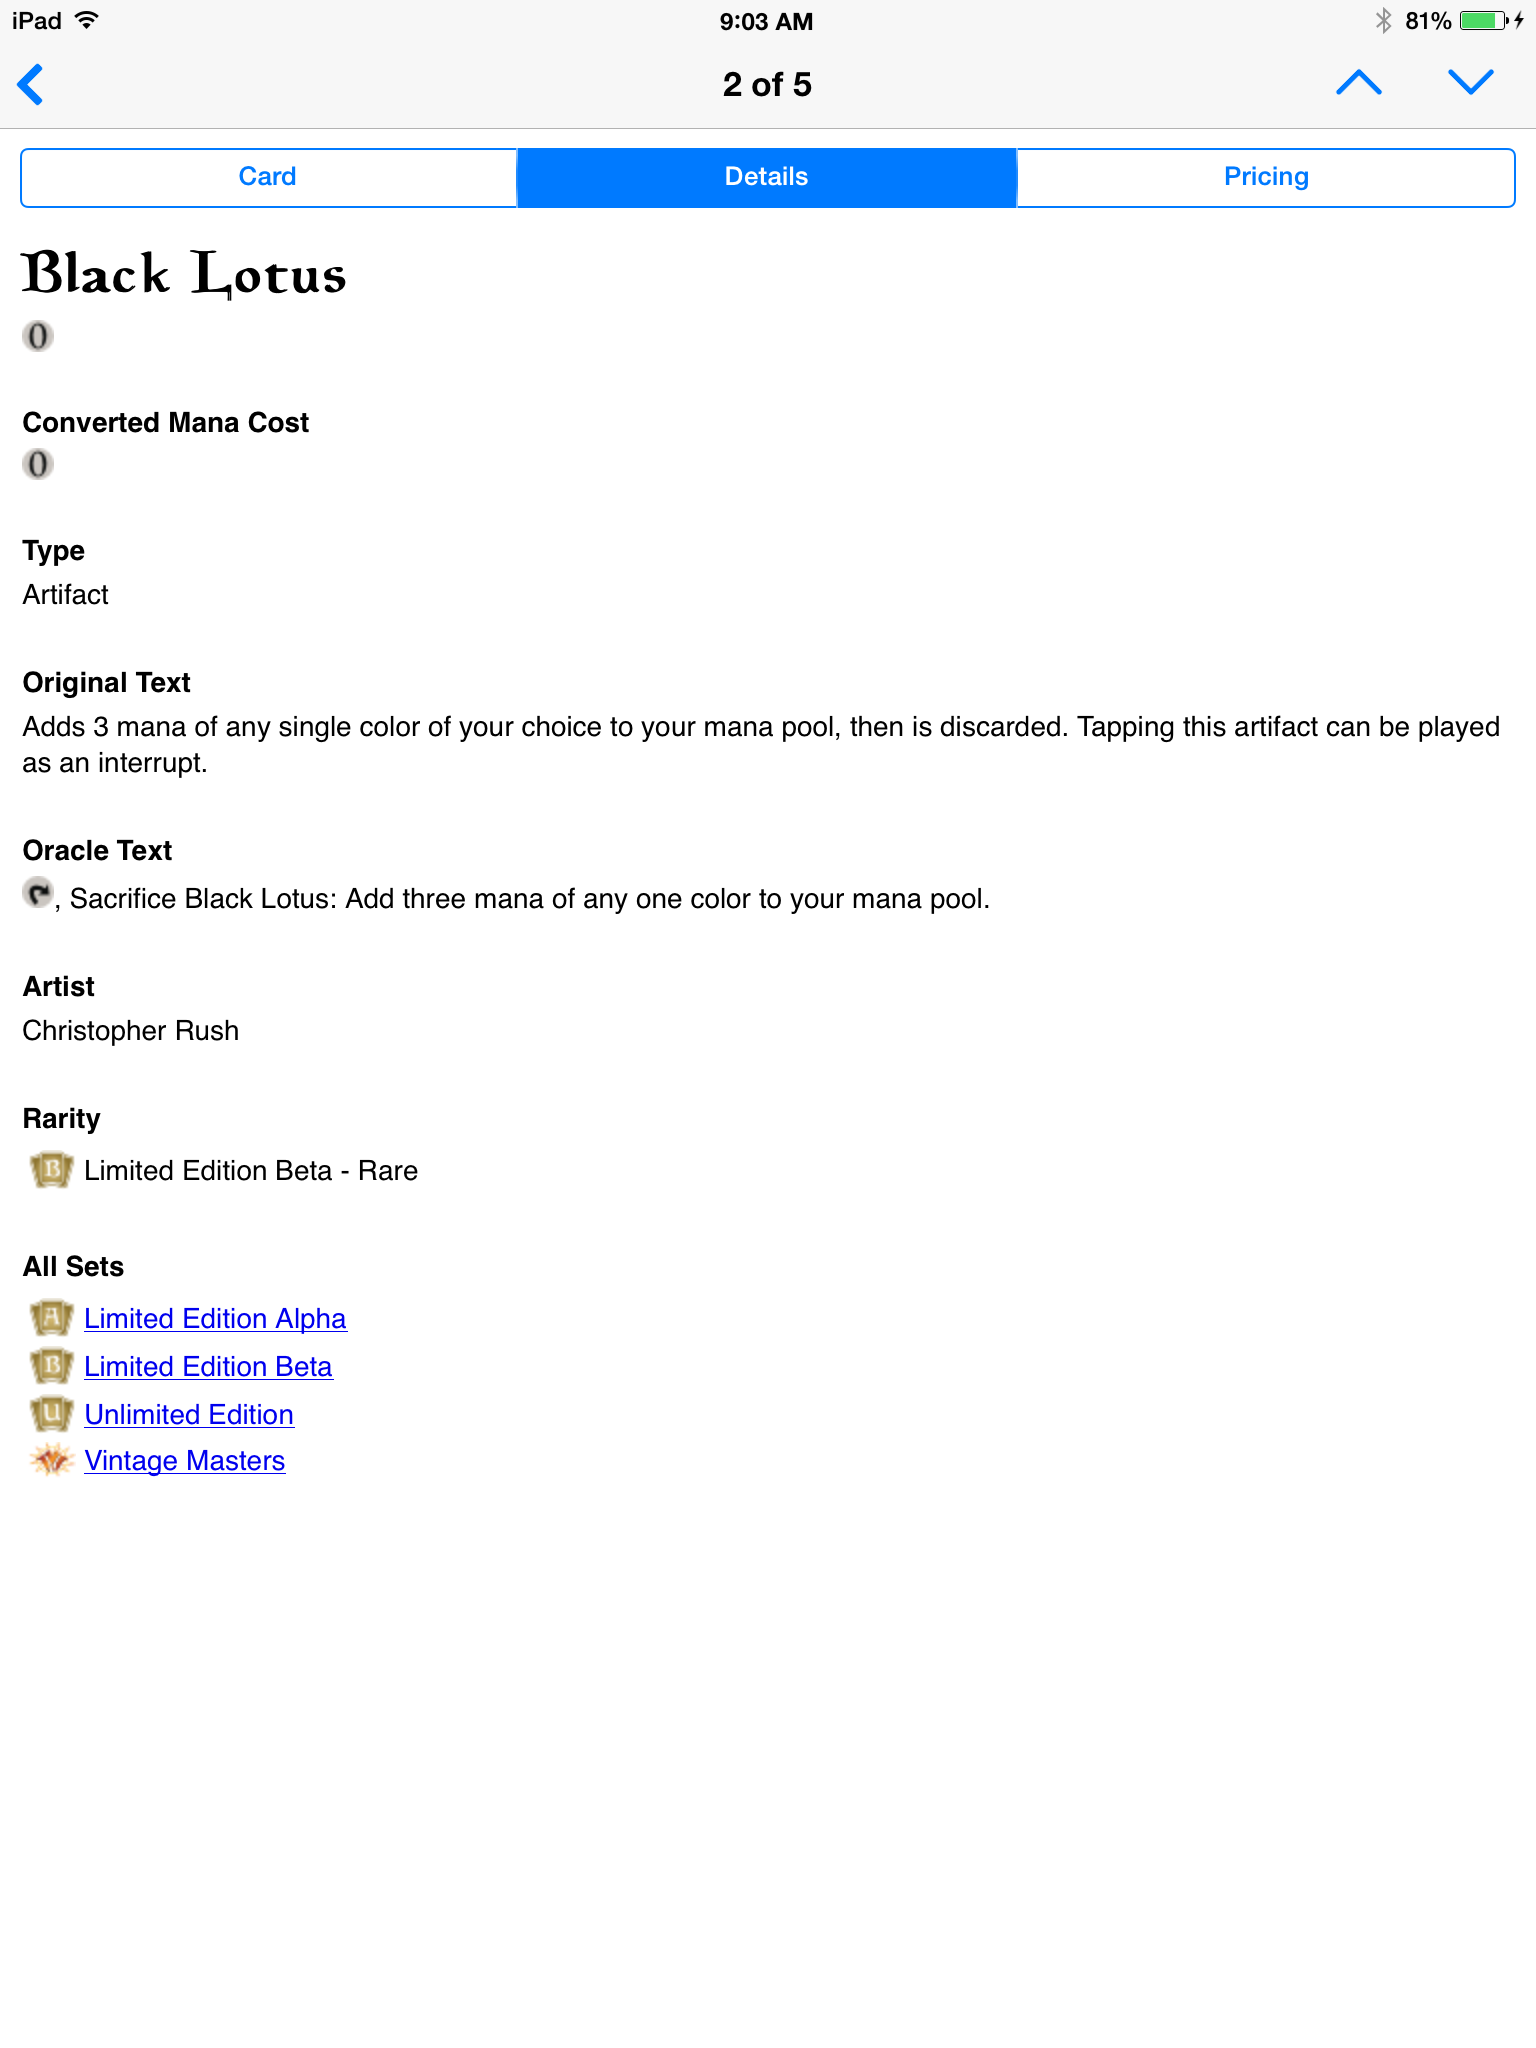 iPad 9:03 AM 81%
2 of 5
Card Details Pricing
Black Lotus
0
Converted Mana Cost
0
Type
Artifact
Original Text
Adds 3 mana of any single color of your choice to your mana pool, then is discarded. Tapping this artifact can be played
as an interrupt.
Oracle Text
, Sacrifice Black Lotus: Add three mana of any one color to your mana pool.
Artist
Christopher Rush
Rarity
B Limited Edition Beta - Rare
All Sets
A Limited Edition Alpha
B Limited Edition Beta
U Unlimited Edition
V Vintage Masters